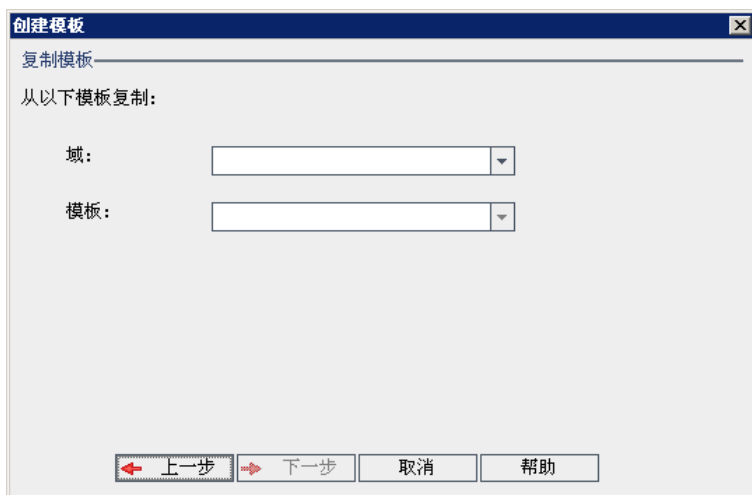 创建模板
复制模板
从以下模板复制:
域:
模板:
上一步 下一步 取消 帮助